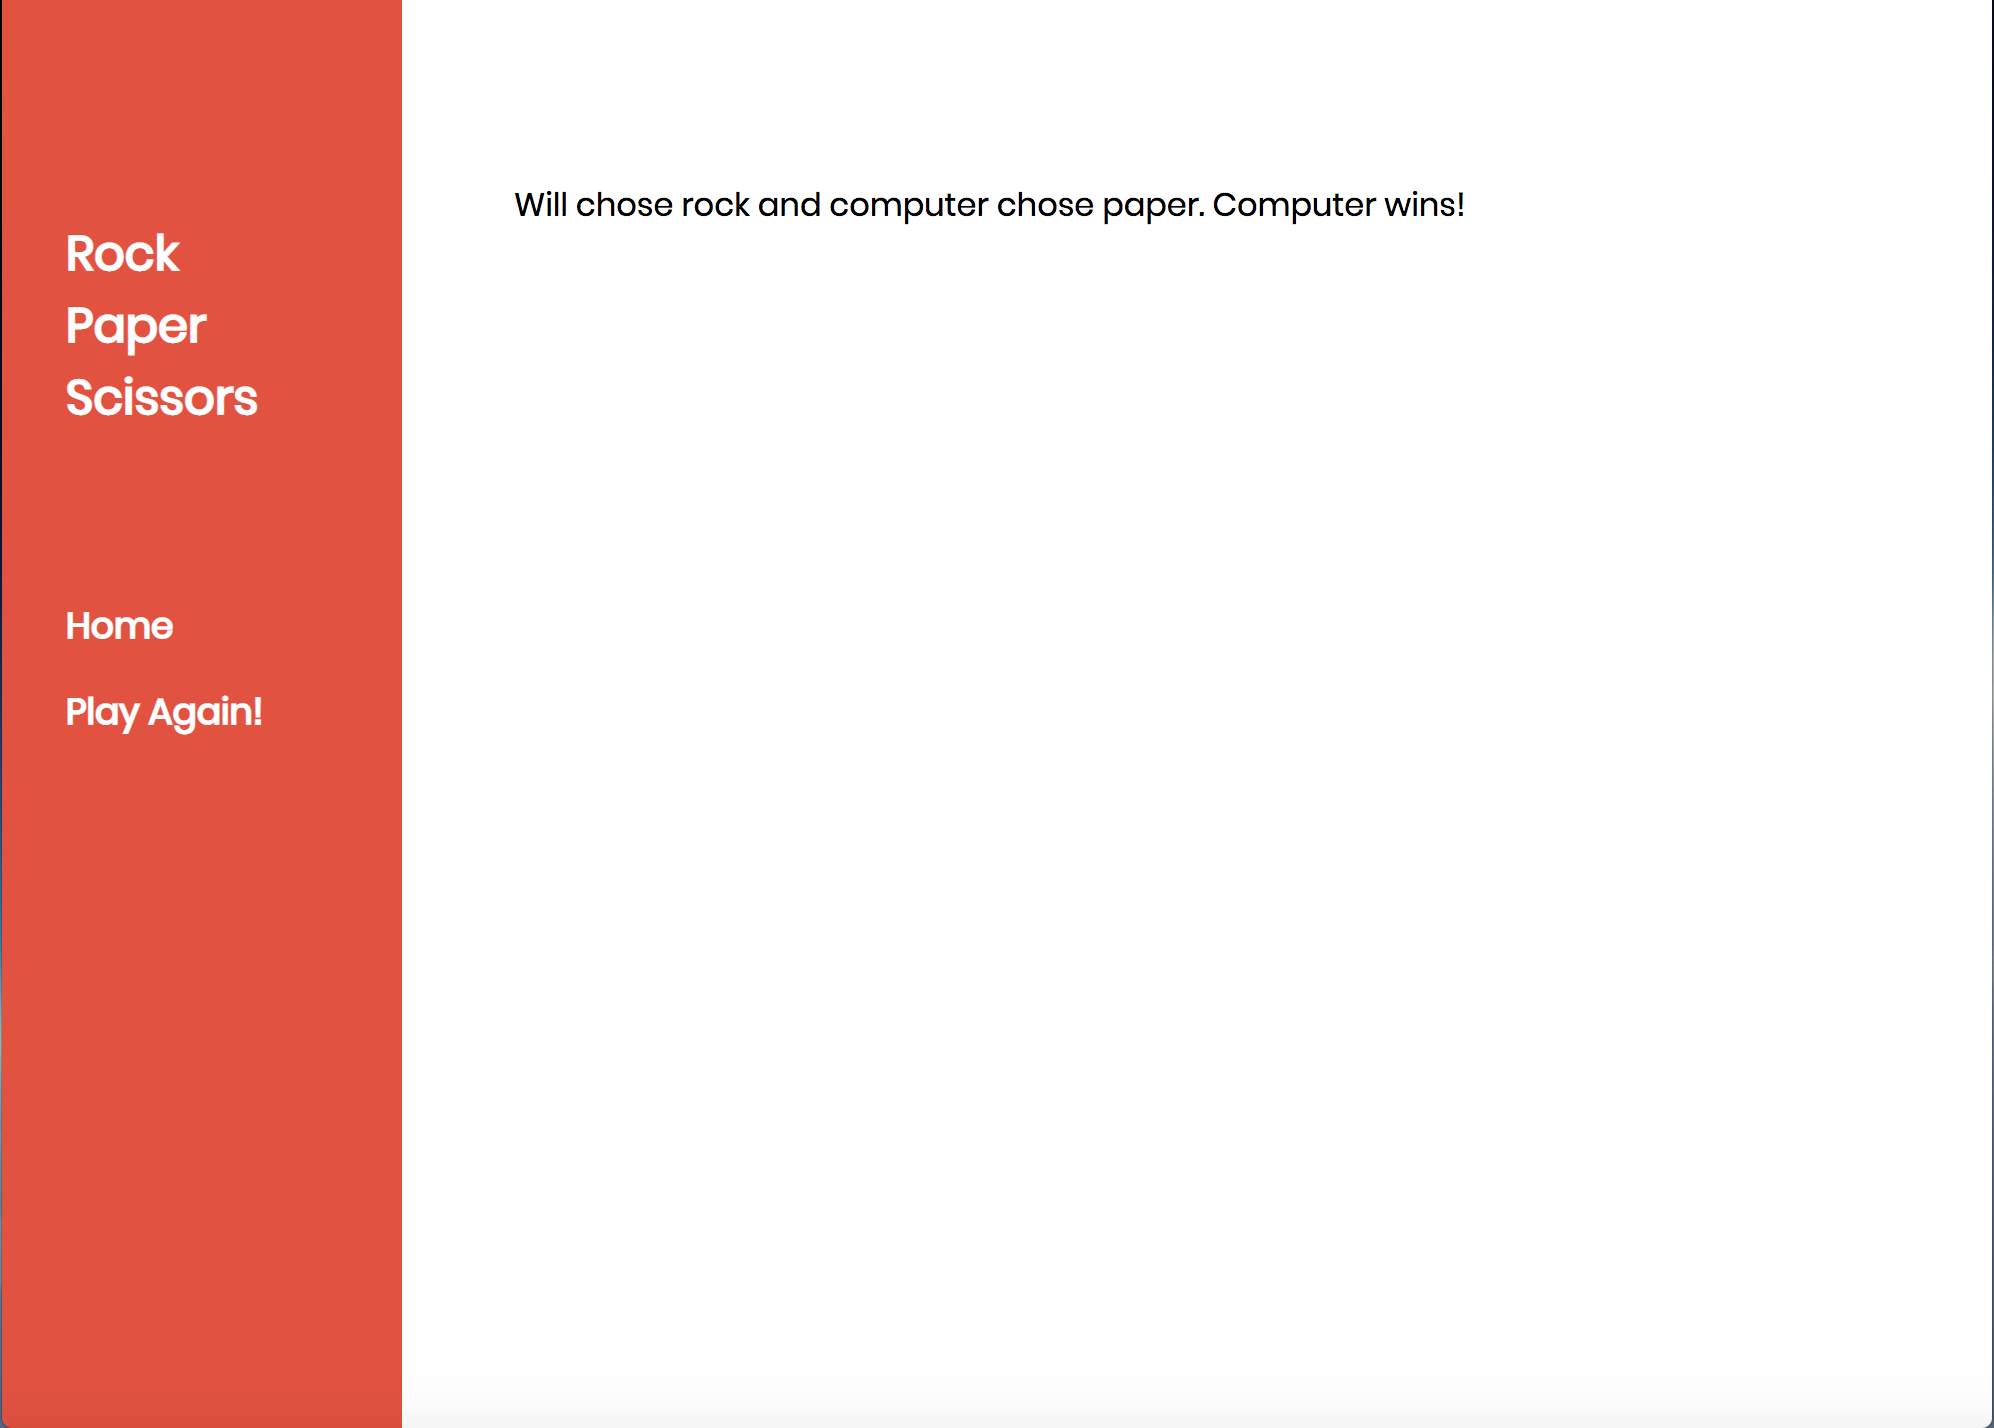 Rock
Paper
Scissors
Home
Play Again!
Will chose rock and computer chose paper. Computer wins!